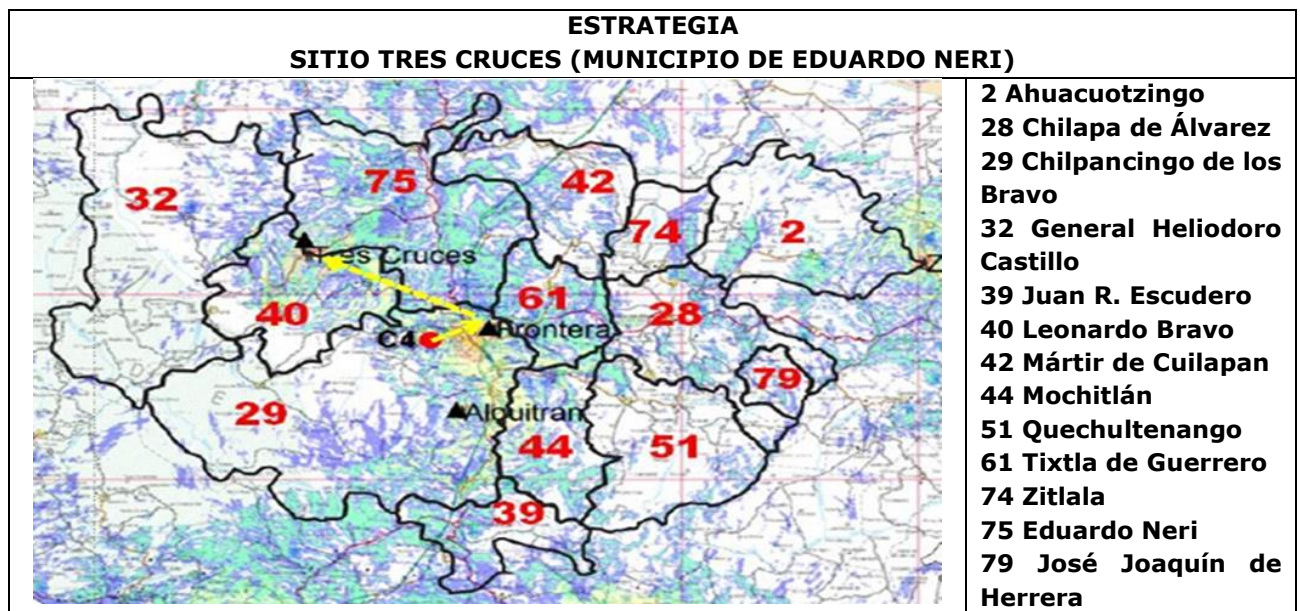 ESTRATEGIA
SITIO TRES CRUCES (MUNICIPIO DE EDUARDO NERI)
32
75
42
74
2
Tres Cruces
40
61
28
C4
Frontera
79
29
Alquitran
44
51
39
2 Ahuacuotzingo
28 Chilapa de Álvarez
29 Chilpancingo de los
Bravo
32 General Heliodoro
Castillo
39 Juan R. Escudero
40 Leonardo Bravo
42 Mártir de Cuilapan
44 Mochitlán
51 Quechultenango
61 Tixtla de Guerrero
74 Zitlala
75 Eduardo Neri
79 José Joaquín de
Herrera